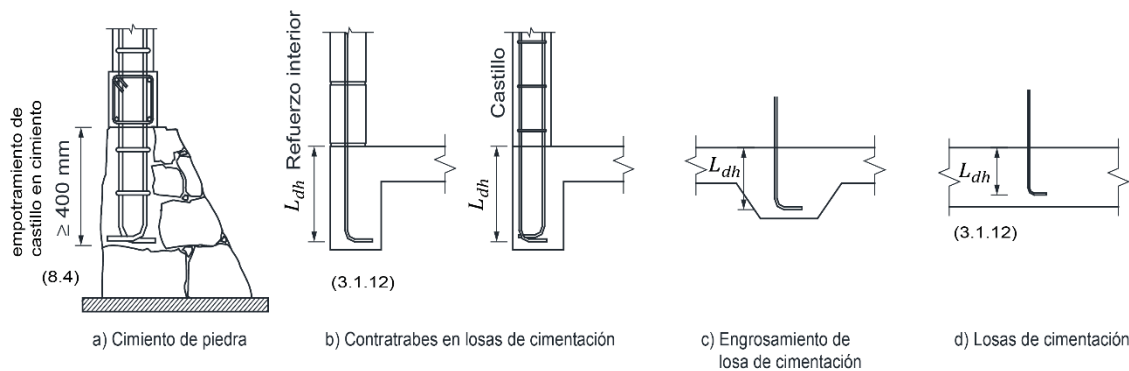 empotramiento de
castillo en cimiento
≥ 400 mm
(8.4)
a) Cimiento de piedra
Refuerzo interior
L_dh
Castillo
L_dh
(3.1.12)
b) Contratrabes en losas de cimentación
L_dh
c) Engrosamiento de
losa de cimentación
L_dh
(3.1.12)
d) Losas de cimentación